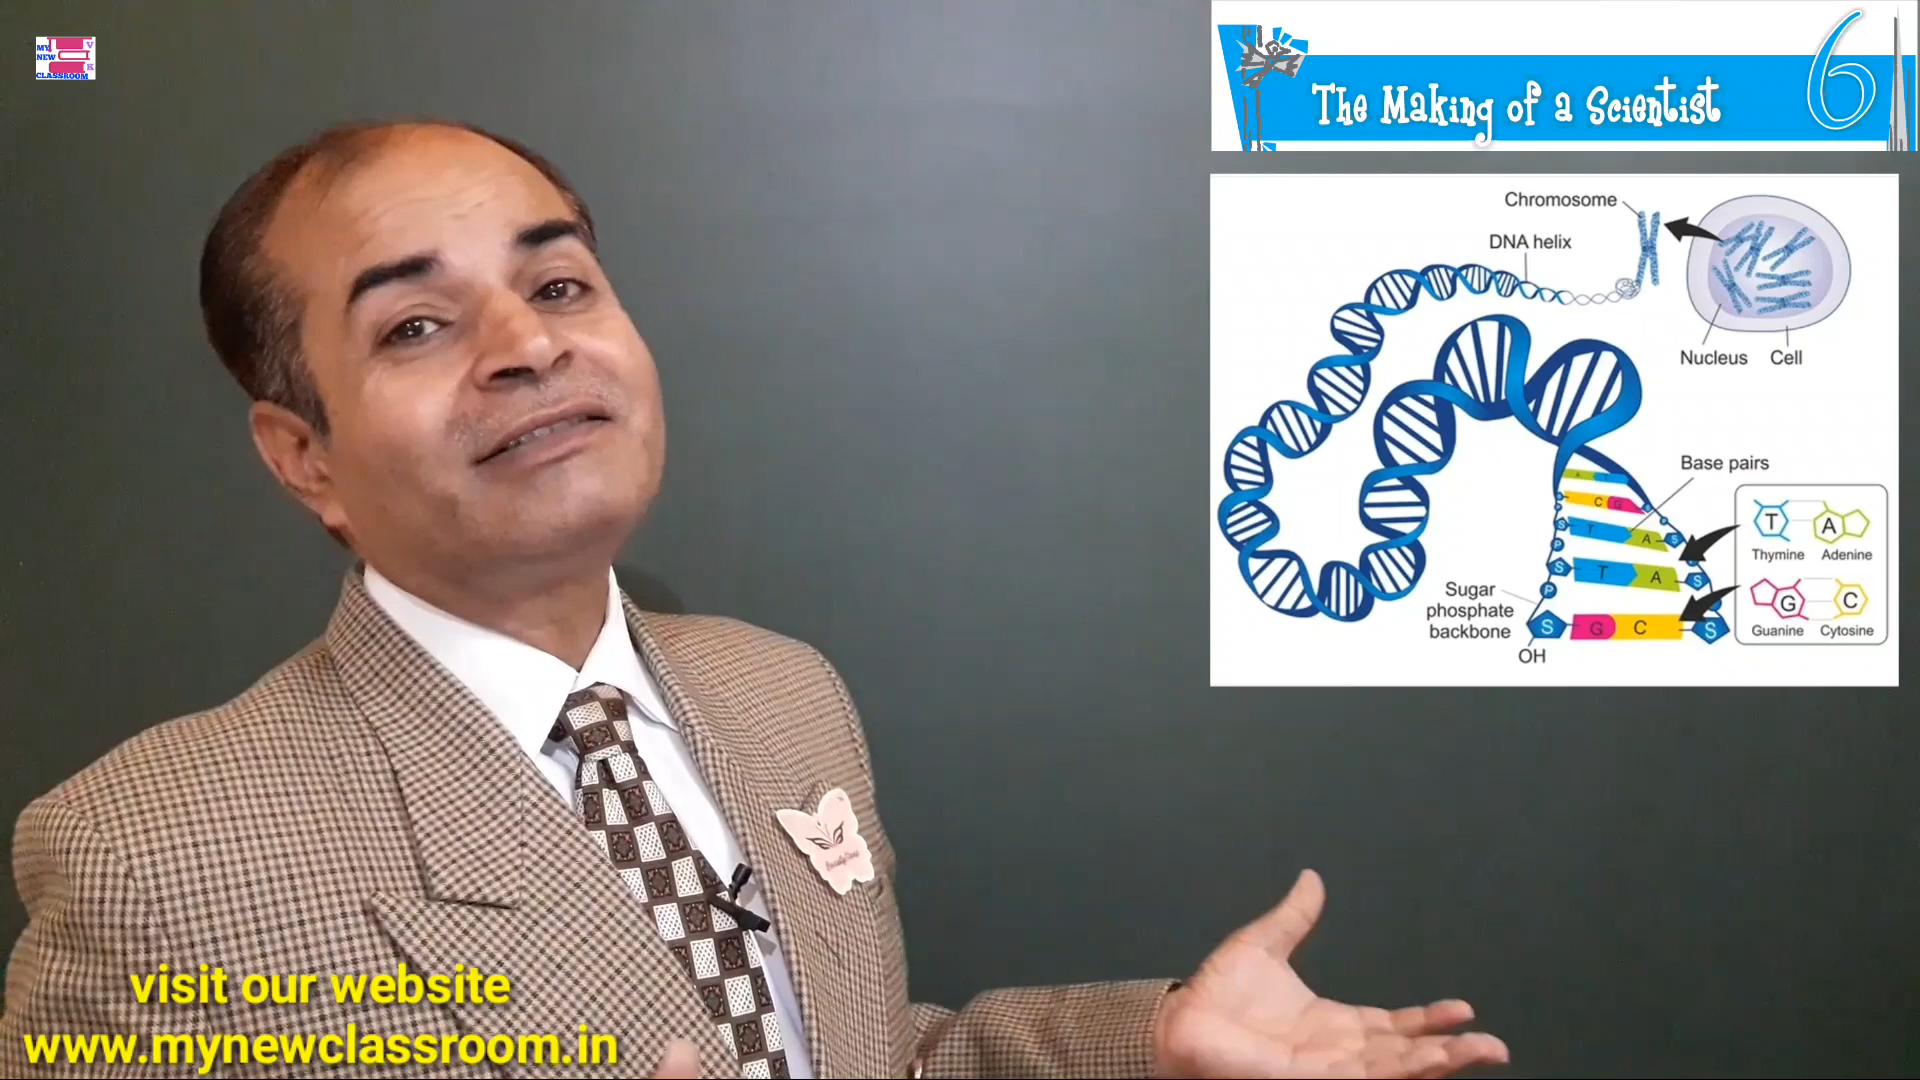 MY
NEW
CLASSROOM
V
K
The Making of a Scientist
6
Chromosome
DNA helix
Nucleus Cell
Base pairs
T A
Thymine Adenine
G C
Guanine Cytosine
Sugar
phosphate
backbone
OH
C G
T A S
S T A S
P
S G C S
visit our website
www.mynewclassroom.in